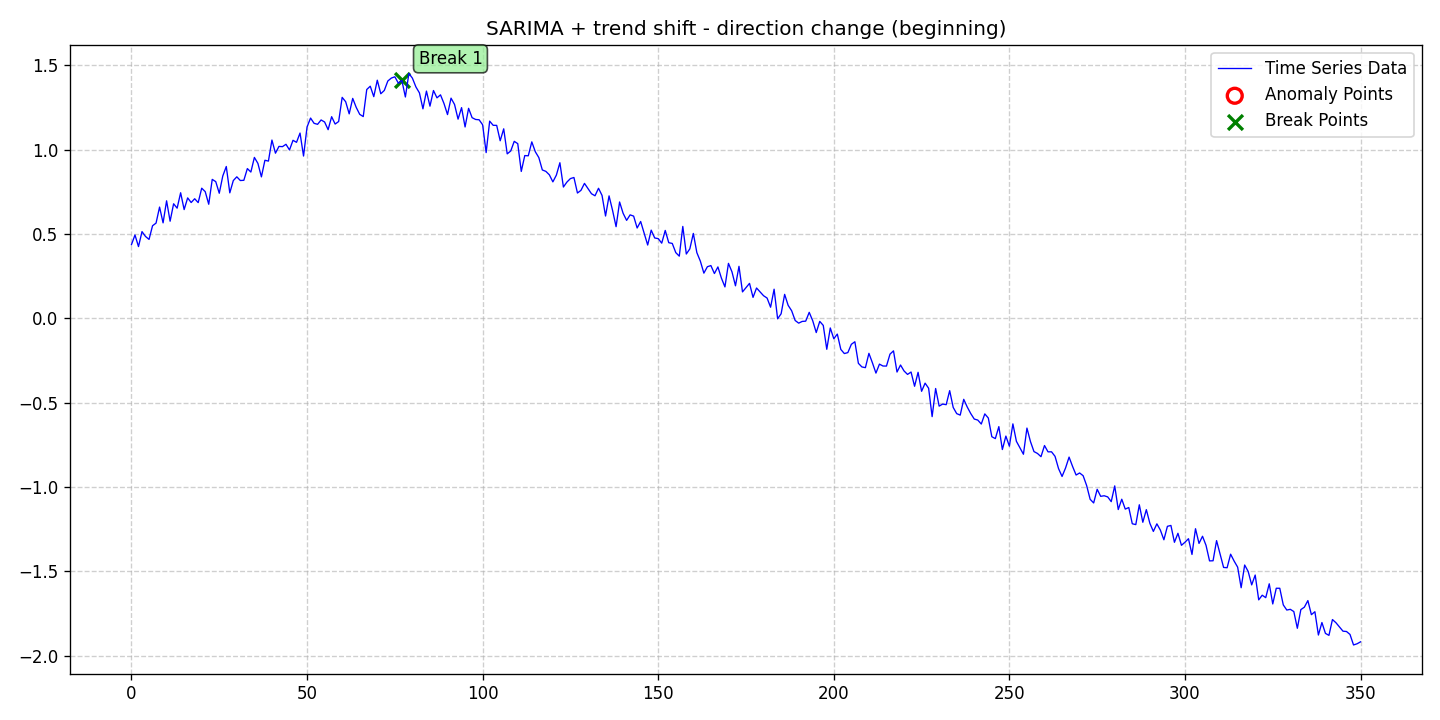 SARIMA + trend shift - direction change (beginning)
Break 1
Time Series Data
Anomaly Points
Break Points
1.5
1.0
0.5
0.0
−0.5
−1.0
−1.5
−2.0
0 50 100 150 200 250 300 350